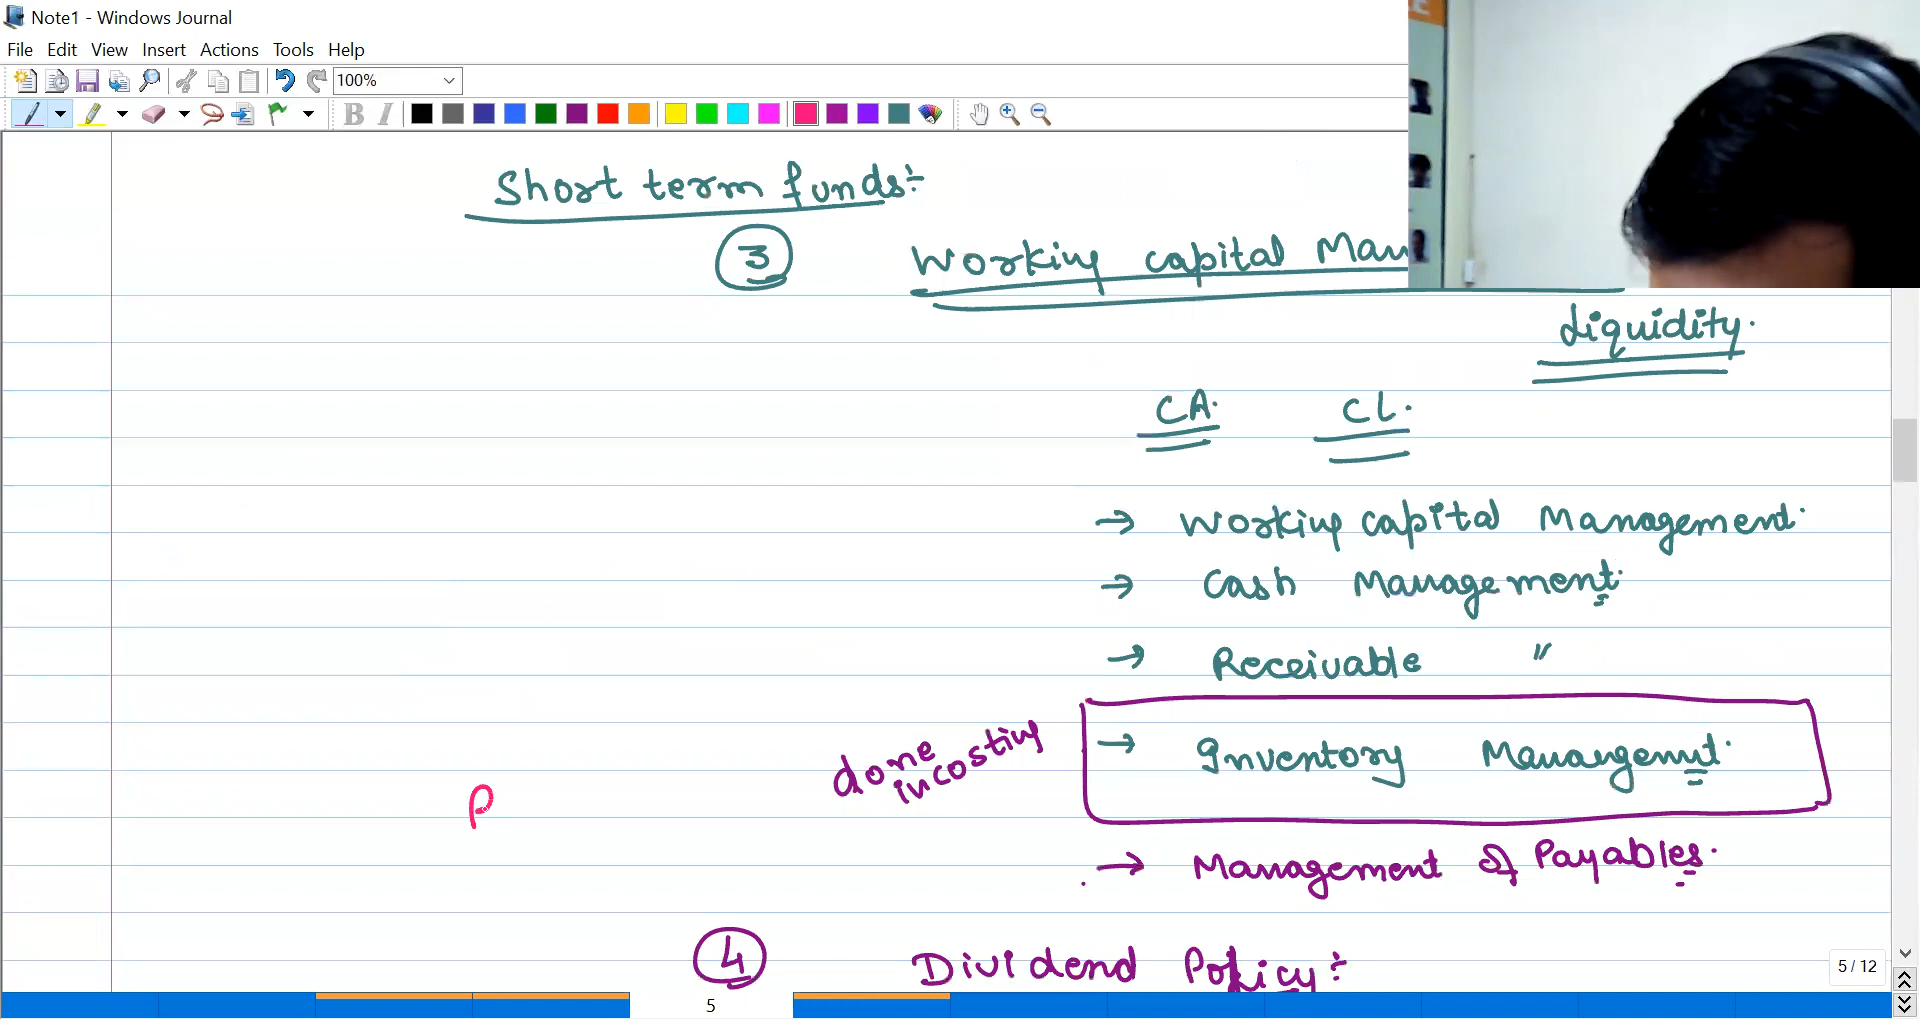 Note1 - Windows Journal
File Edit View Insert Actions Tools Help
100%
B I
Short term funds:-
3 Working capital Man
Liquidity.
CA. CL.
→ Working capital Management.
→ Cash Management.
→ Receivable "
done
in costing
→ Inventory Management.
P
→ Management of Payables.
4 Dividend Policy:-
5 / 12
5